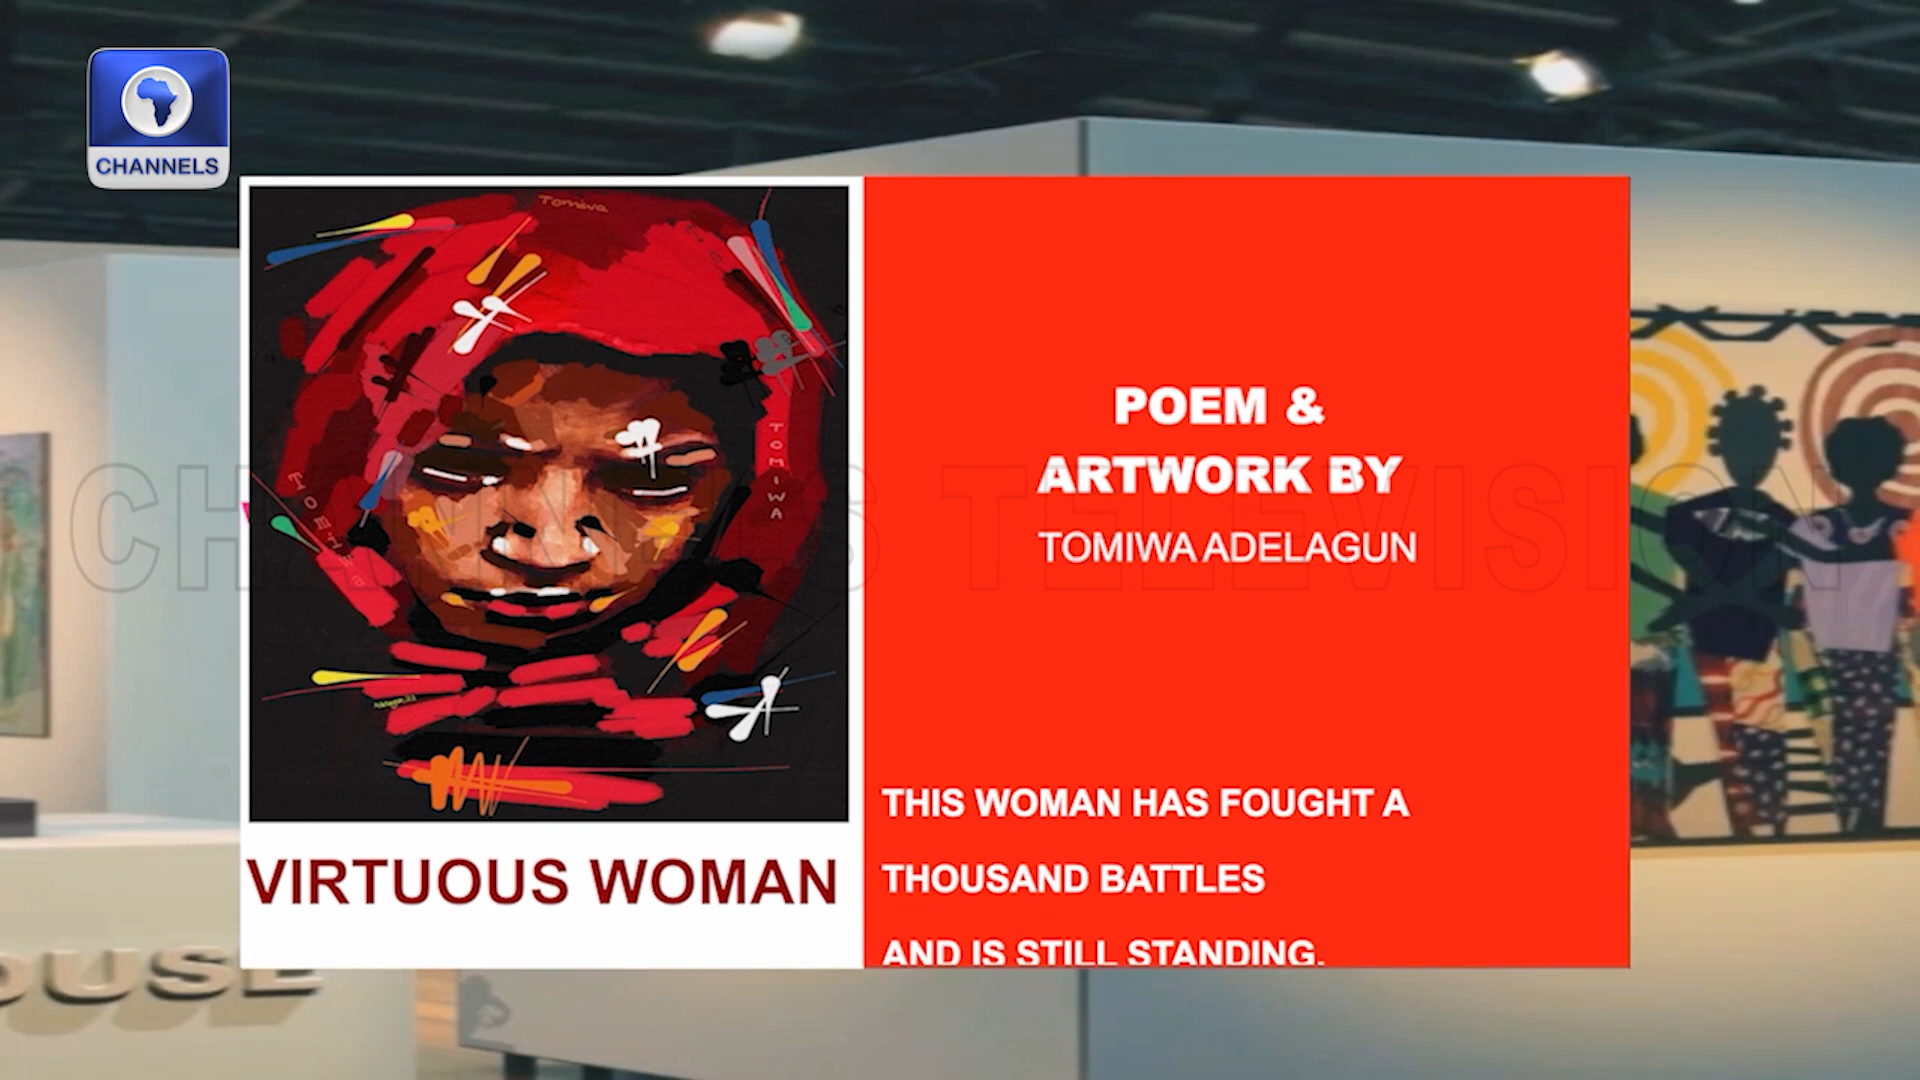 CHANNELS
Tomiwa
TOMIWA
VIRTUOUS WOMAN
POEM &
ARTWORK BY
TOMIWA ADELAGUN
THIS WOMAN HAS FOUGHT A
THOUSAND BATTLES
AND IS STILL STANDING.
CHANNELS TELEVISION
OUSE